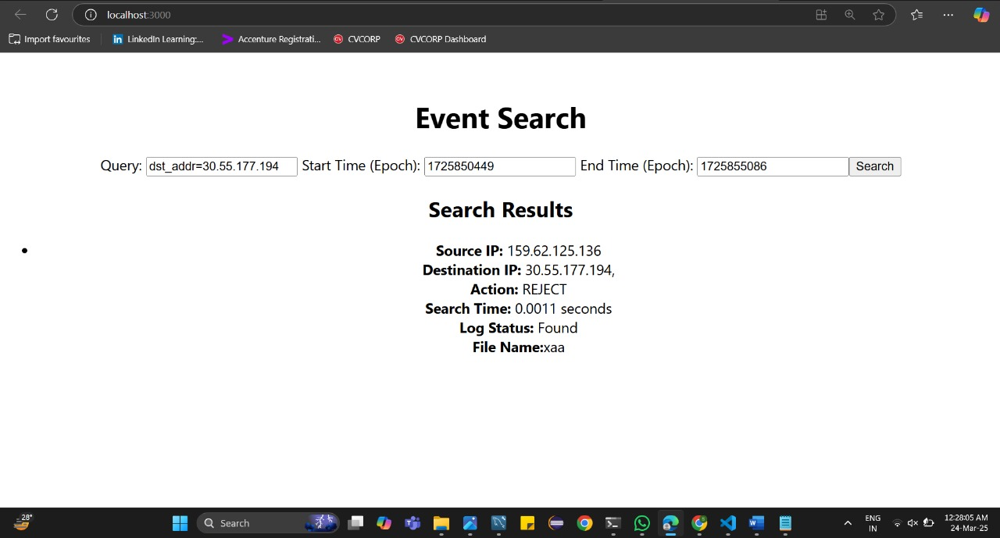 localhost:3000
Import favourites
LinkedIn Learning:...
Accenture Registrati...
CVCORP
CVCORP Dashboard
Event Search
Query: dst_addr=30.55.177.194 Start Time (Epoch): 1725850449 End Time (Epoch): 1725855086 Search
Search Results
• Source IP: 159.62.125.136
Destination IP: 30.55.177.194,
Action: REJECT
Search Time: 0.0011 seconds
Log Status: Found
File Name:xaa
28°
Search
ENG
IN
12:28:05 AM
24-Mar-25